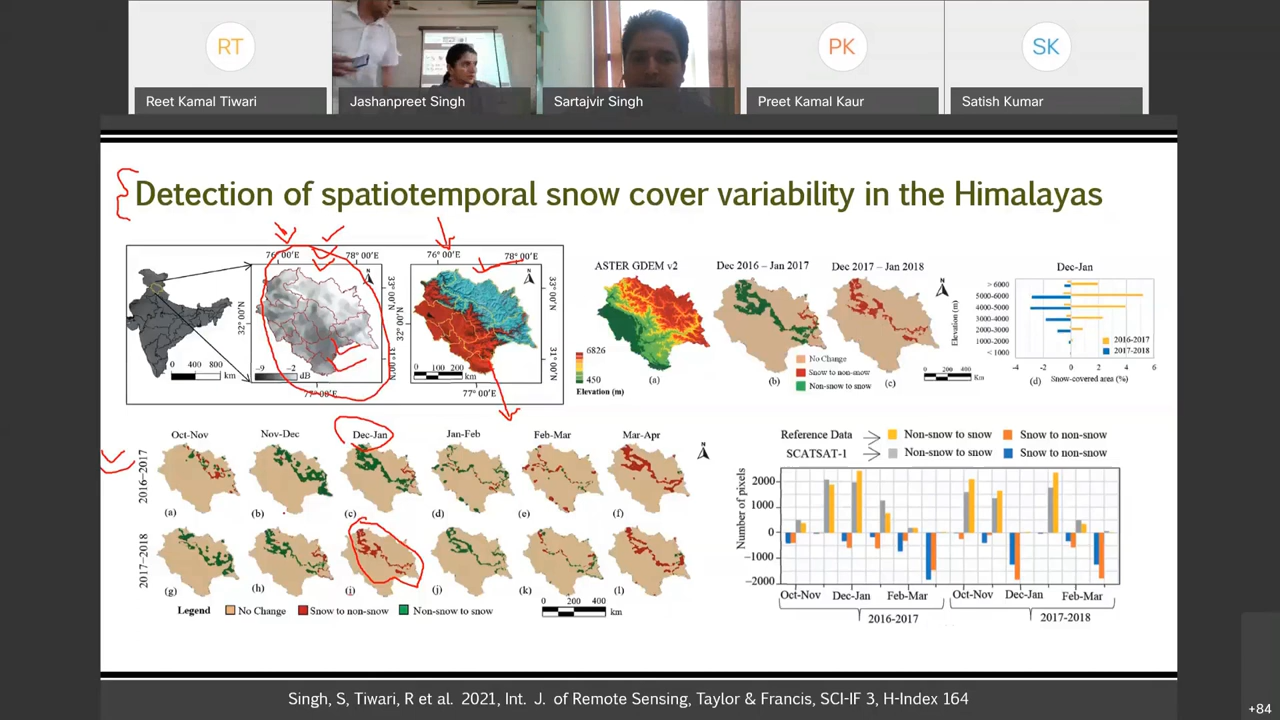 RT
PK
SK
Reet Kamal Tiwari
Jashanpreet Singh
Sartajvir Singh
Preet Kamal Kaur
Satish Kumar
Detection of spatiotemporal snow cover variability in the Himalayas
76° 00'E
78° 00'E
33° 00'N
32° 00'N
31° 00'N
77° 00'E
N
0 400 800
km
-9 -2 dB
76° 00'E
78° 00'E
33° 00'N
32° 00'N
31° 00'N
77° 00'E
N
0 100 200
km
ASTER GDEM v2
Dec 2016 – Jan 2017
Dec 2017 – Jan 2018
N
6826
450
Elevation (m)
(a)
(b)
(c)
No Change
Snow to non-snow
Non-snow to snow
0 200 400
Km
Dec-Jan
Elevation (m)
> 6000
5000-6000
4000-5000
3000-4000
2000-3000
1000-2000
< 1000
2016-2017
2017-2018
-4 -2 0 2 4 6
(d) Snow-covered area (%)
Oct-Nov
Nov-Dec
Dec-Jan
Jan-Feb
Feb-Mar
Mar-Apr
N
2016–2017
(a)
(b)
(c)
(d)
(e)
(f)
2017–2018
(g)
(h)
(i)
(j)
(k)
(l)
Legend
No Change
Snow to non-snow
Non-snow to snow
0 200 400
km
Reference Data
Non-snow to snow
Snow to non-snow
SCATSAT-1
Non-snow to snow
Snow to non-snow
Number of pixels
2000
1000
0
-1000
-2000
Oct-Nov
Dec-Jan
Feb-Mar
Oct-Nov
Dec-Jan
Feb-Mar
2016-2017
2017-2018
Singh, S, Tiwari, R et al. 2021, Int. J. of Remote Sensing, Taylor & Francis, SCI-IF 3, H-Index 164
+84